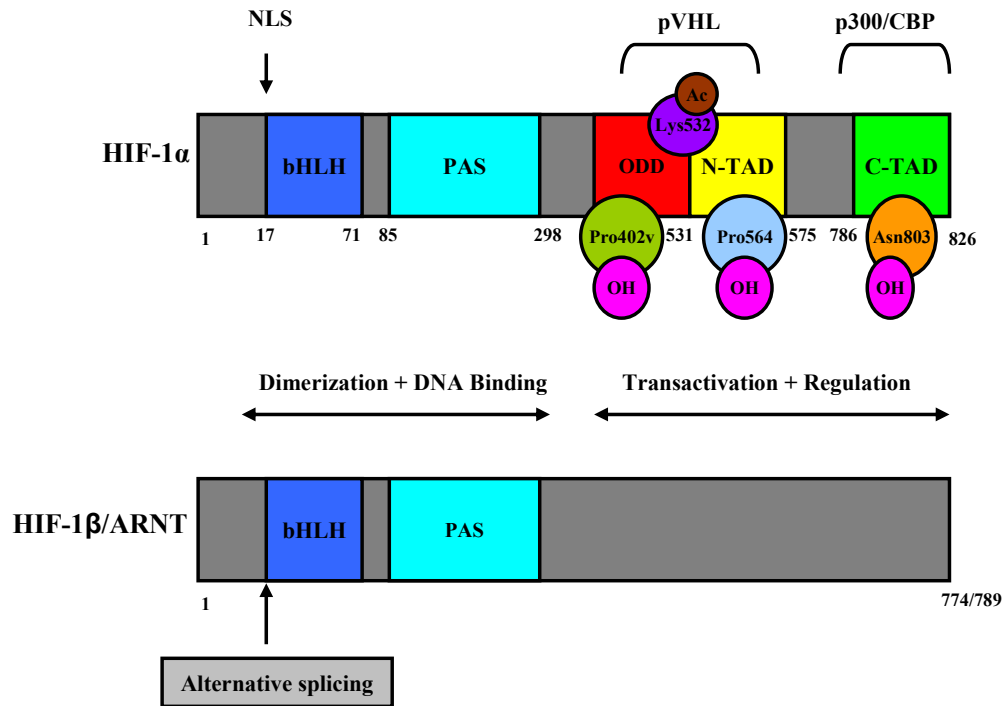 NLS
pVHL
p300/CBP
HIF-1α
bHLH
PAS
ODD
Ac
Lys532
N-TAD
C-TAD
1
17
71
85
298
Pro402v
531
Pro564
575
786
Asn803
826
OH
OH
OH
Dimerization + DNA Binding
Transactivation + Regulation
HIF-1β/ARNT
bHLH
PAS
1
774/789
Alternative splicing